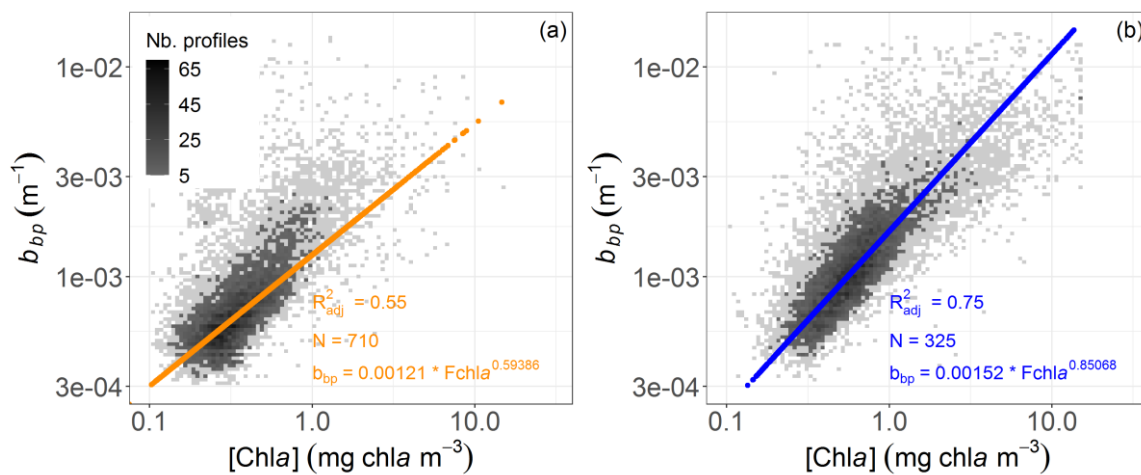 (a)
Nb. profiles
65
45
25
5
1e-02
3e-03
1e-03
3e-04
b_bp (m⁻¹)
R²adj = 0.55
N = 710
b_bp = 0.00121 * Fchla^0.59386
0.1
1.0
10.0
[Chla] (mg chla m⁻³)
(b)
1e-02
3e-03
1e-03
3e-04
b_bp (m⁻¹)
R²adj = 0.75
N = 325
b_bp = 0.00152 * Fchla^0.85068
0.1
1.0
10.0
[Chla] (mg chla m⁻³)